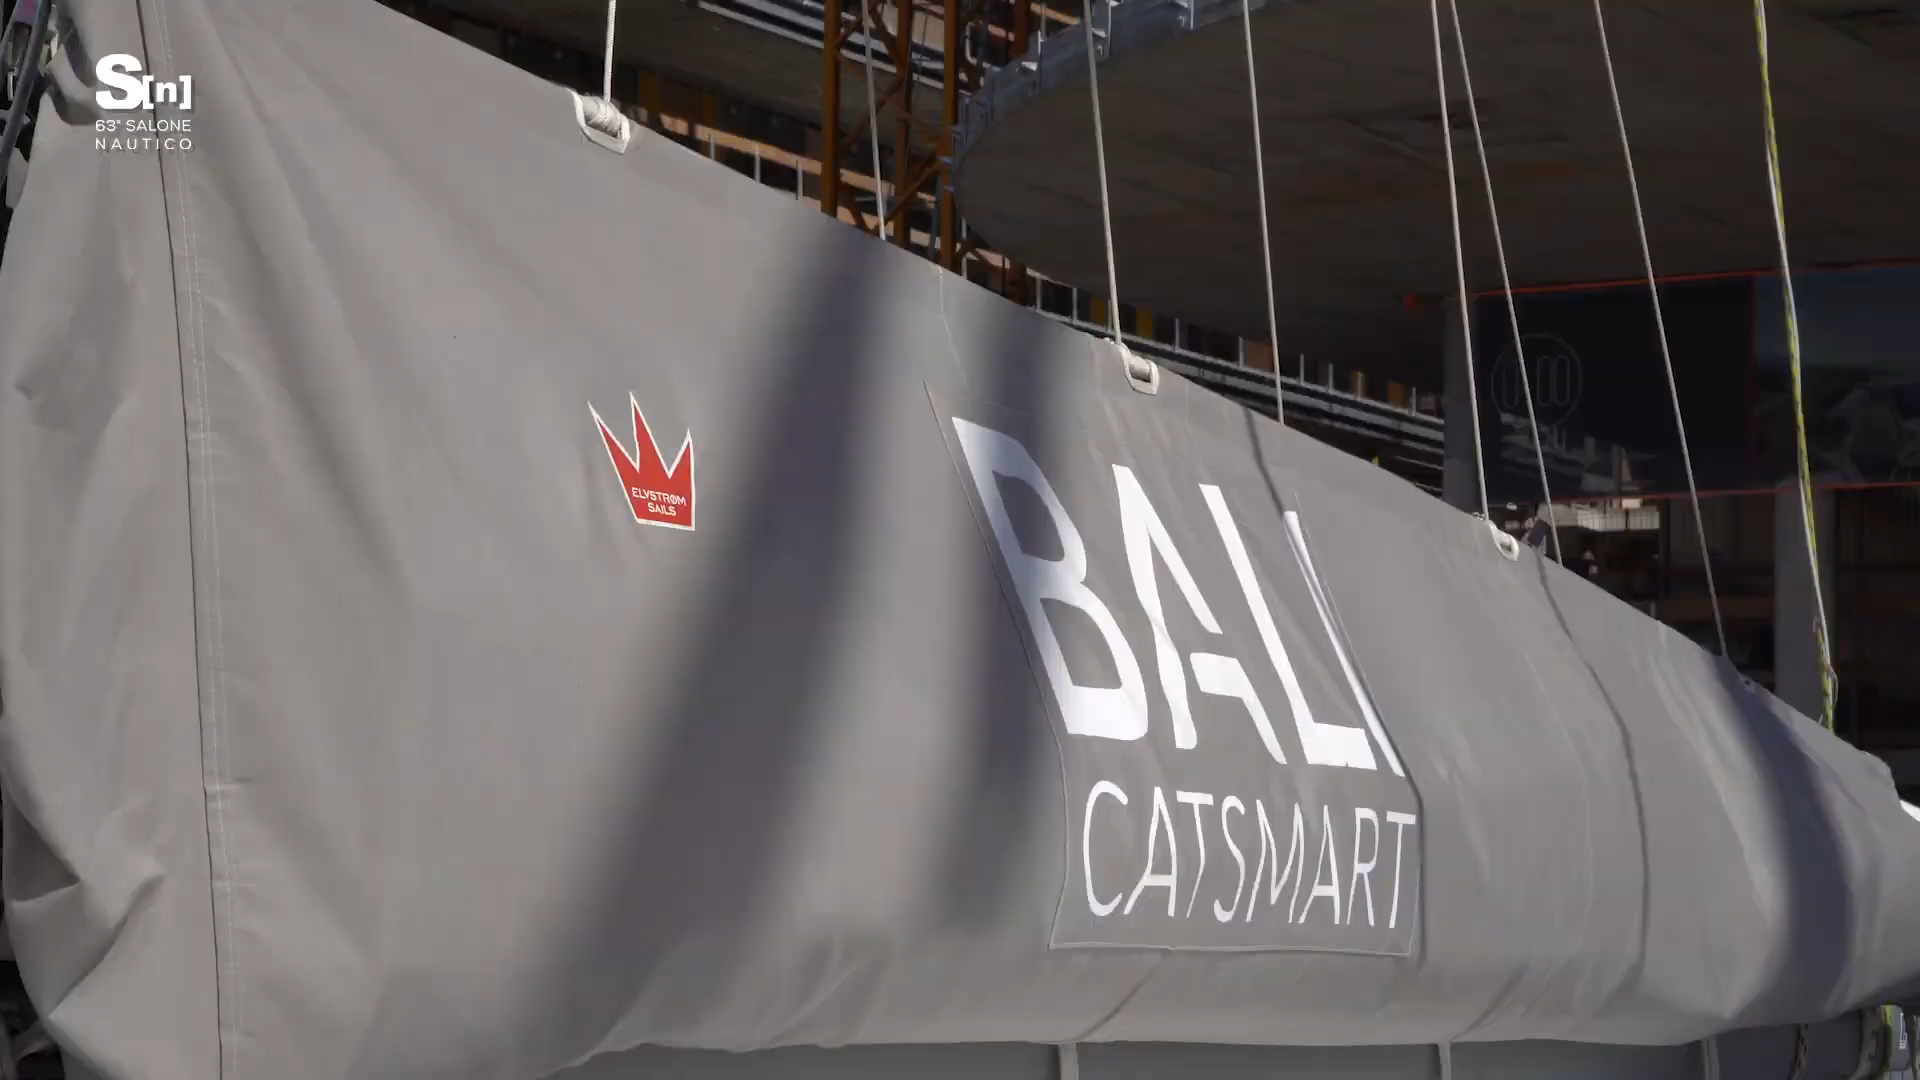 S[n]
63° SALONE
NAUTICO
ELVSTRØM
SAILS
BALI
CATSMART